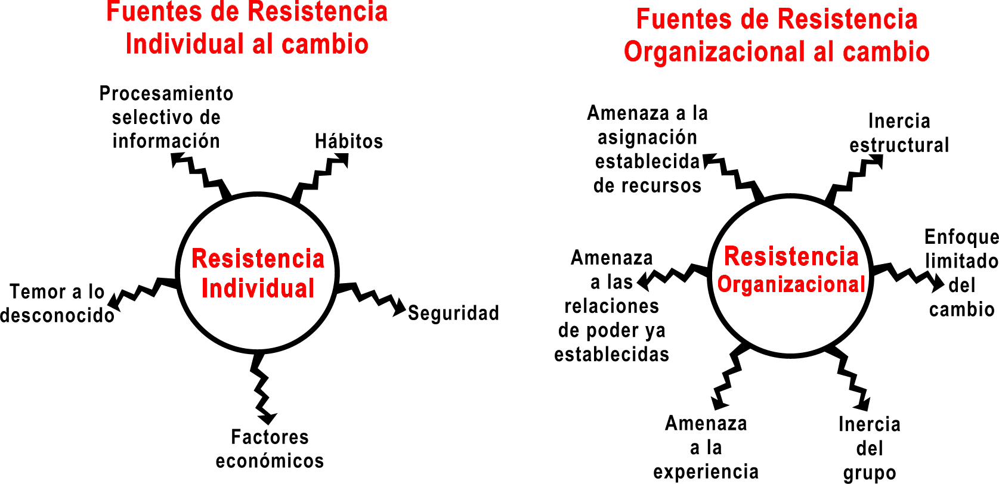 Fuentes de Resistencia
Individual al cambio
Procesamiento
selectivo de
información
Hábitos
Resistencia
Individual
Temor a lo
desconocido
Seguridad
Factores
económicos
Fuentes de Resistencia
Organizacional al cambio
Amenaza a la
asignación
establecida
de recursos
Inercia
estructural
Resistencia
Organizacional
Enfoque
limitado
del
cambio
Amenaza
a las
relaciones
de poder ya
establecidas
Amenaza
a la
experiencia
Inercia
del
grupo